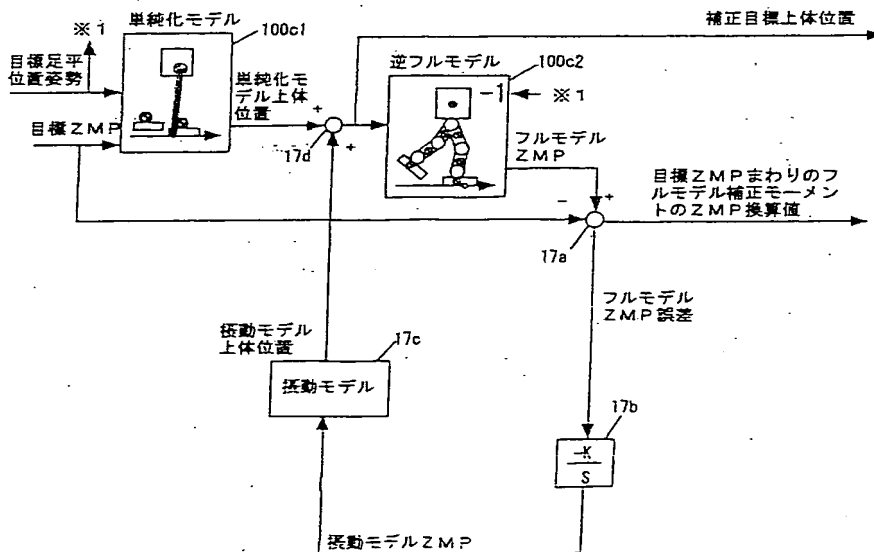 単純化モデル
100c1
※1
目標足平
位置姿勢
目標ZMP
単純化モ
デル上体
位置
+
+
17d
補正目標上体位置
逆フルモデル
100c2
-1
※1
フルモデル
ZMP
+
-
17a
目標ZMPまわりのフ
ルモデル補正モーメン
トのZMP換算値
フルモデル
ZMP誤差
摂動モデル
上体位置
17c
摂動モデル
17b
-K
S
摂動モデルZMP